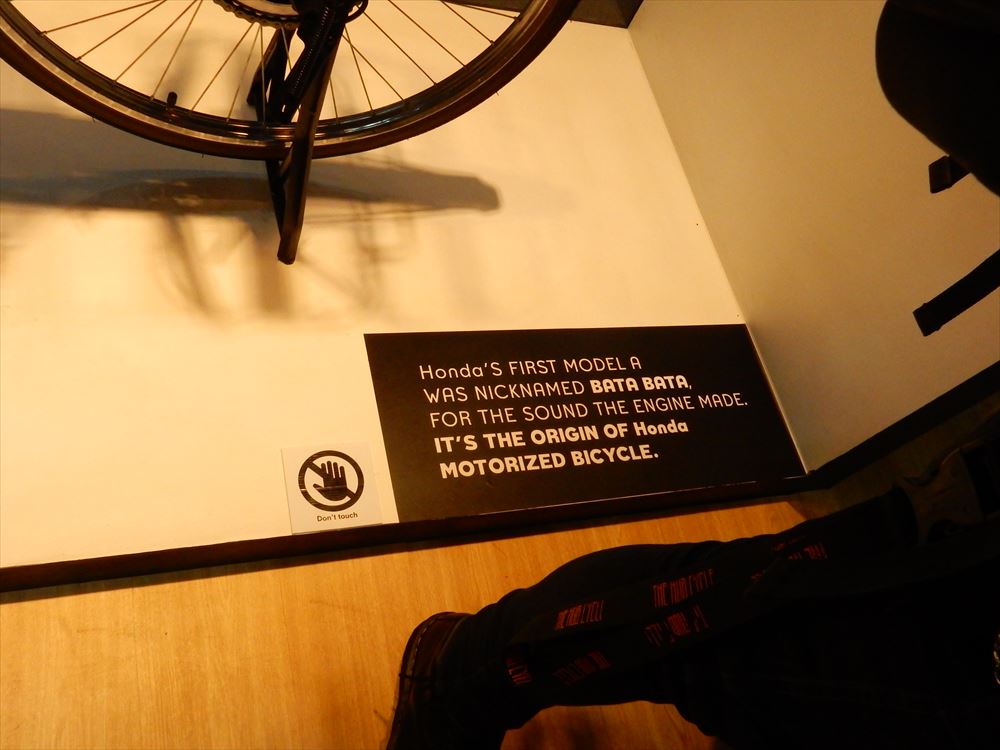 Honda'S FIRST MODEL A
WAS NICKNAMED BATA BATA,
FOR THE SOUND THE ENGINE MADE.
IT'S THE ORIGIN OF Honda
MOTORIZED BICYCLE.
Don't touch